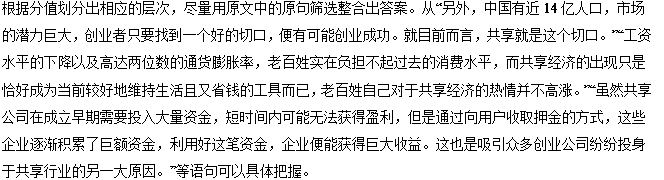 根据分值划分出相应的层次，尽量用原文中的原句筛选整合出答案。从“另外，中国有近 14 亿人口，市场
的潜力巨大，创业者只要找到一个好的切口，便有可能创业成功。就目前而言，共享就是这个切口。”“工资
水平的下降以及高达两位数的通货膨胀率，老百姓实在负担不起过去的消费水平，而共享经济的出现只是
恰好成为当前较好地维持生活且又省钱的工具而已，老百姓自己对于共享经济的热情并不高涨。”“虽然共享
公司在成立早期需要投入大量资金，短时间内可能无法获得盈利，但是通过向用户收取押金的方式，这些
企业逐渐积累了巨额资金，利用好这笔资金，企业便能获得巨大收益。这也是吸引众多创业公司纷纷投身
于共享行业的另一大原因。”等语句可以具体把握。